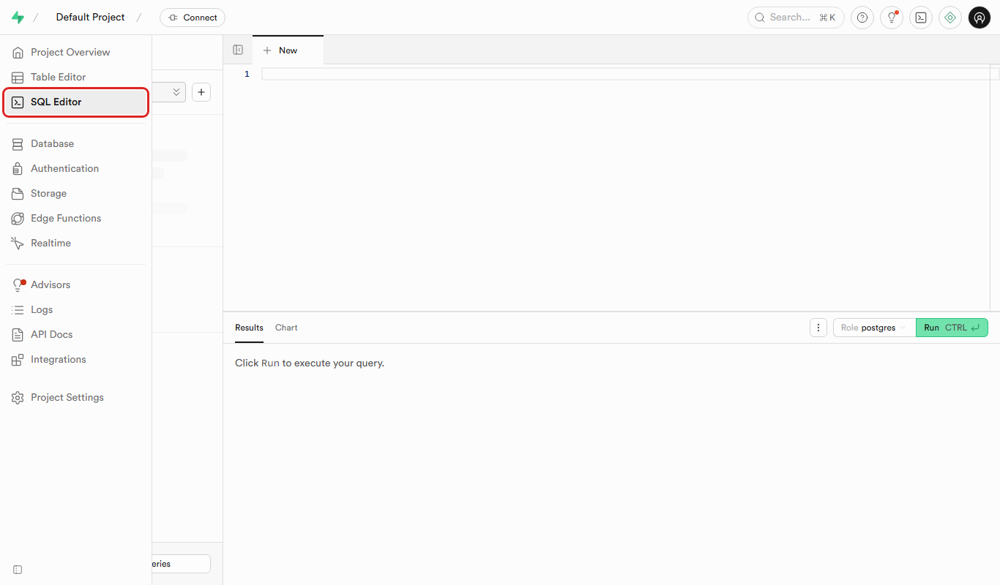 / Default Project / Connect Search... ⌘ K
Project Overview
Table Editor
SQL Editor
Database
Authentication
Storage
Edge Functions
Realtime
Advisors
Logs
API Docs
Integrations
Project Settings
eries
New
1
Results Chart Role postgres Run CTRL
Click Run to execute your query.